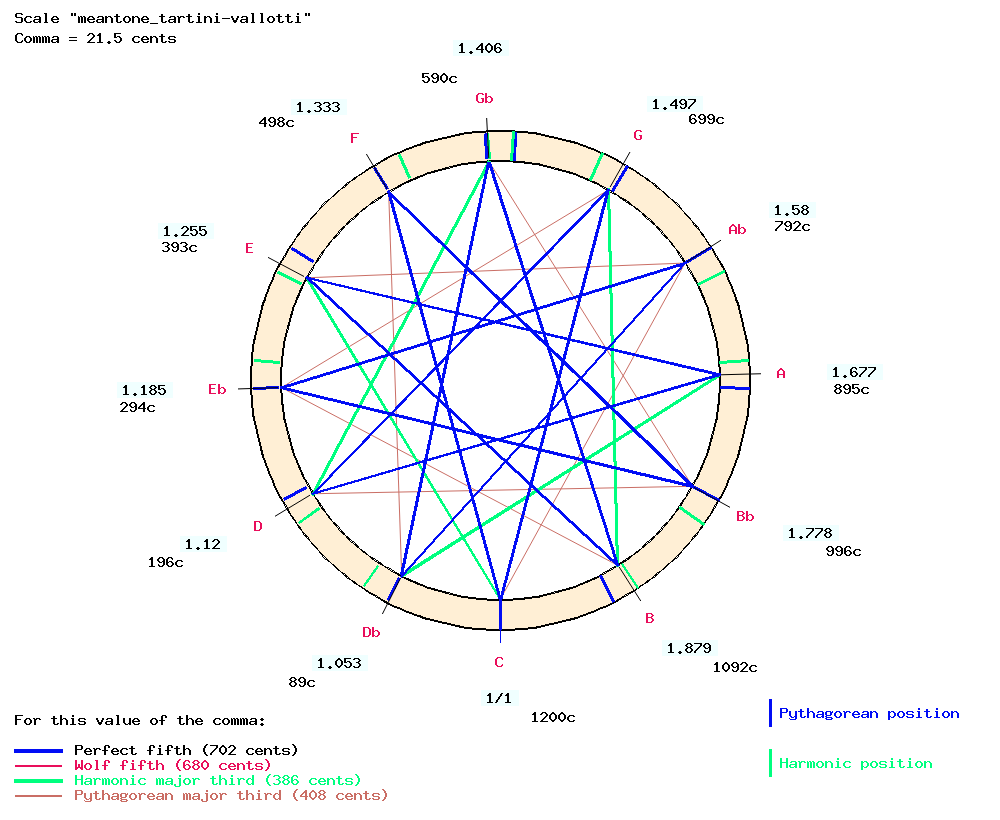 Scale "meantone_tartini-vallotti"
Comma = 21.5 cents
1.406
590c
Gb
1.333
498c
F
1.497
699c
G
1.255
393c
E
1.58
792c
Ab
1.185
294c
Eb
A
1.677
895c
D
1.12
196c
Bb
1.778
996c
Db
1.053
89c
B
1.879
1092c
C
1/1
1200c
For this value of the comma:
Perfect fifth (702 cents)
Wolf fifth (680 cents)
Harmonic major third (386 cents)
Pythagorean major third (408 cents)
Pythagorean position
Harmonic position